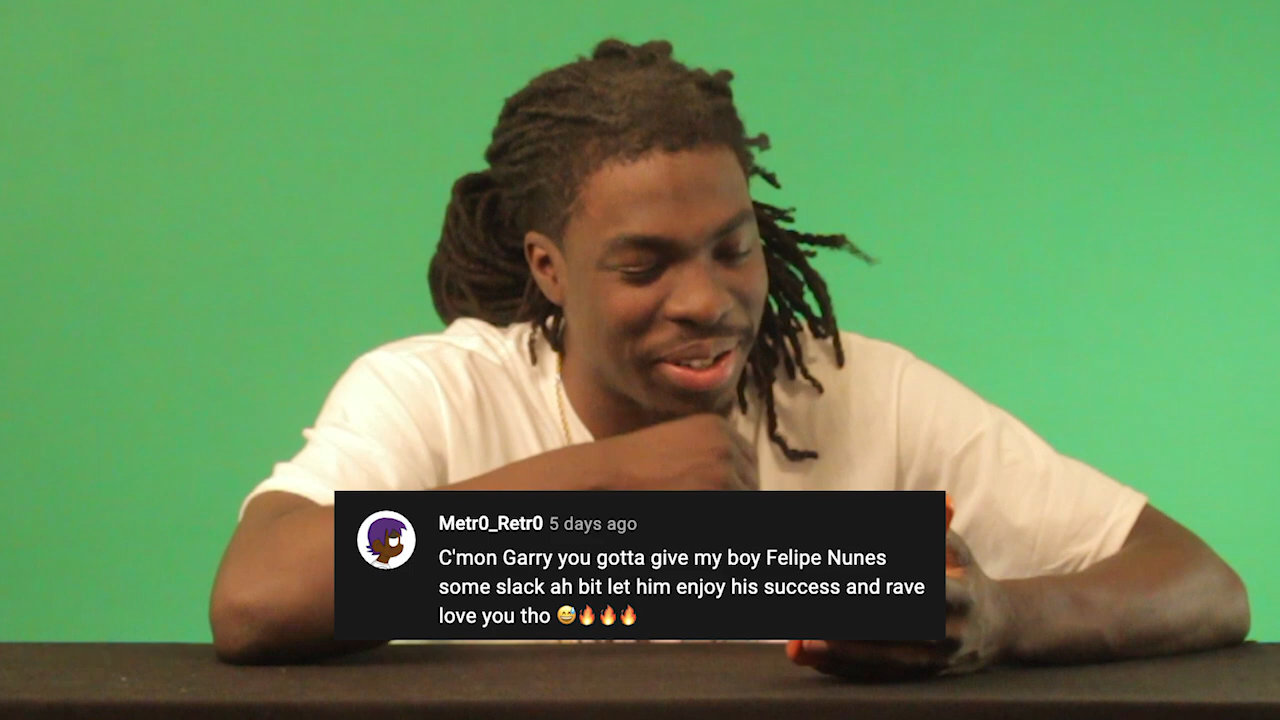 Metr0_Retr0 5 days ago
C'mon Garry you gotta give my boy Felipe Nunes
some slack ah bit let him enjoy his success and rave
love you tho 😅🔥🔥🔥